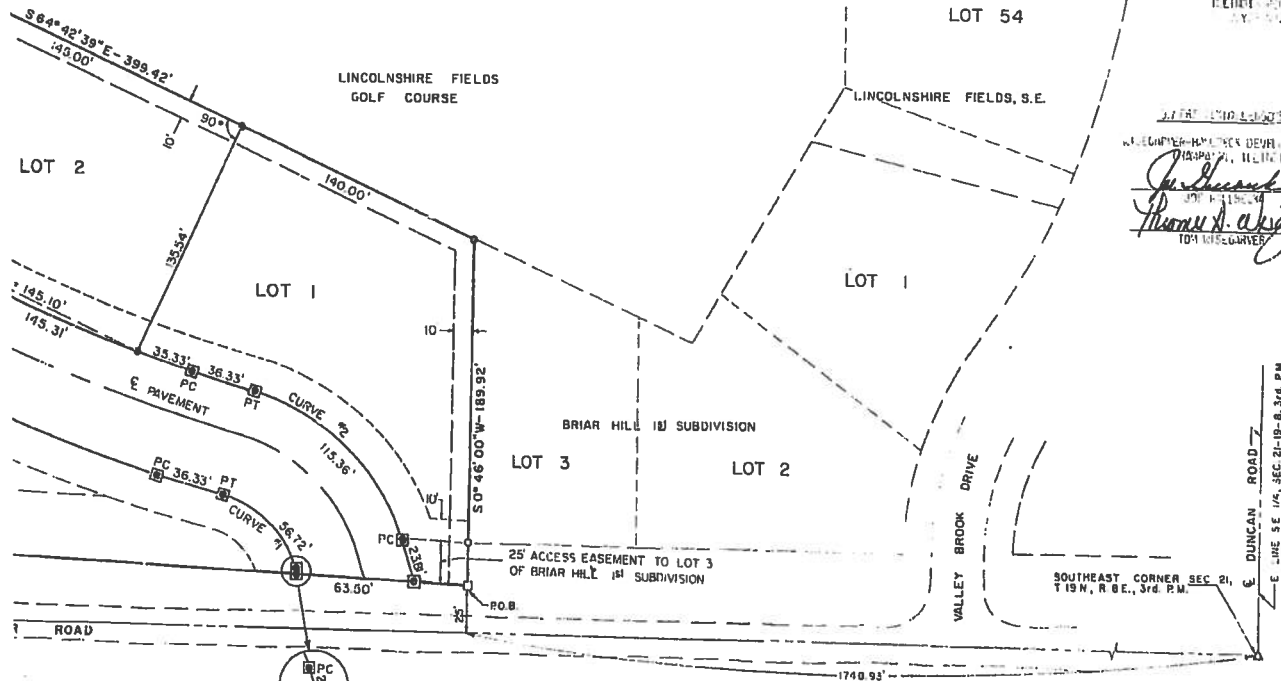 S 64° 42' 39" E - 399.42'
140.00'
LINCOLNSHIRE FIELDS
GOLF COURSE
LOT 54
LINCOLNSHIRE FIELDS, S.E.
90°
10'
LOT 2
140.00'
135.54'
LOT 1
LOT 1
145.10'
145.31'
10
35.33'
36.33'
PC
PT
℄ PAVEMENT
CURVE #2
115.36'
S 0° 46' 00" W - 189.92'
BRIAR HILL 1st SUBDIVISION
LOT 3
LOT 2
PC
36.33'
PT
CURVE #1
56.72'
10'
PC
23.18'
63.50'
25' ACCESS EASEMENT TO LOT 3
OF BRIAR HILL 1st SUBDIVISION
P.O.B.
25'
ROAD
VALLEY BROOK DRIVE
℄ DUNCAN ROAD
E LINE S.E. 1/4, SEC. 21-19-8, 3rd. P.M.
SOUTHEAST CORNER SEC 21,
T 19 N, R 8 E., 3rd. P.M.
1740.93'
PC
TOM WISEGARVER